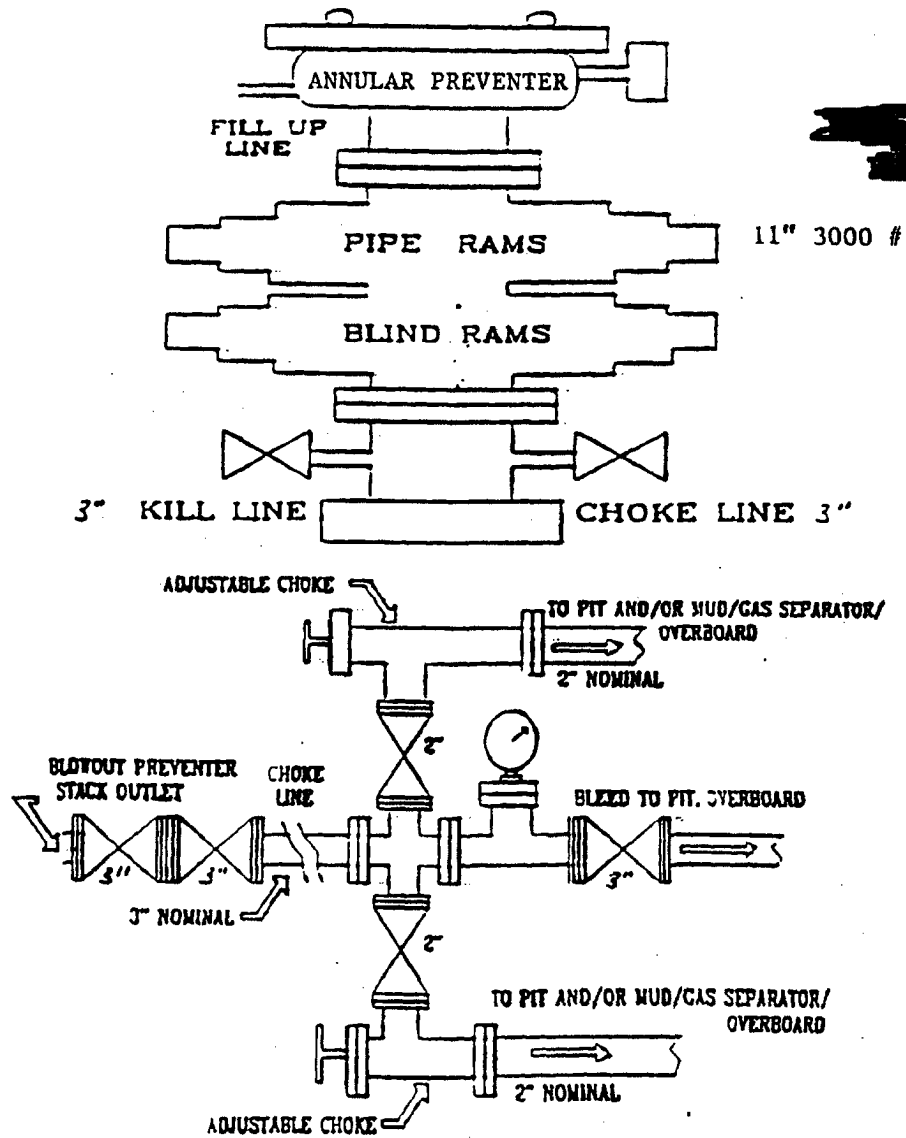 ANNULAR PREVENTER
FILL UP
LINE
PIPE RAMS
11" 3000 #
BLIND RAMS
3" KILL LINE
CHOKE LINE 3"
ADJUSTABLE CHOKE
TO PIT AND/OR MUD/GAS SEPARATOR/
OVERBOARD
2" NOMINAL
2"
BLOWOUT PREVENTER
STACK OUTLET
CHOKE
LINE
BLEED TO PIT. OVERBOARD
3"
3"
3"
3" NOMINAL
2"
TO PIT AND/OR MUD/GAS SEPARATOR/
OVERBOARD
2" NOMINAL
ADJUSTABLE CHOKE